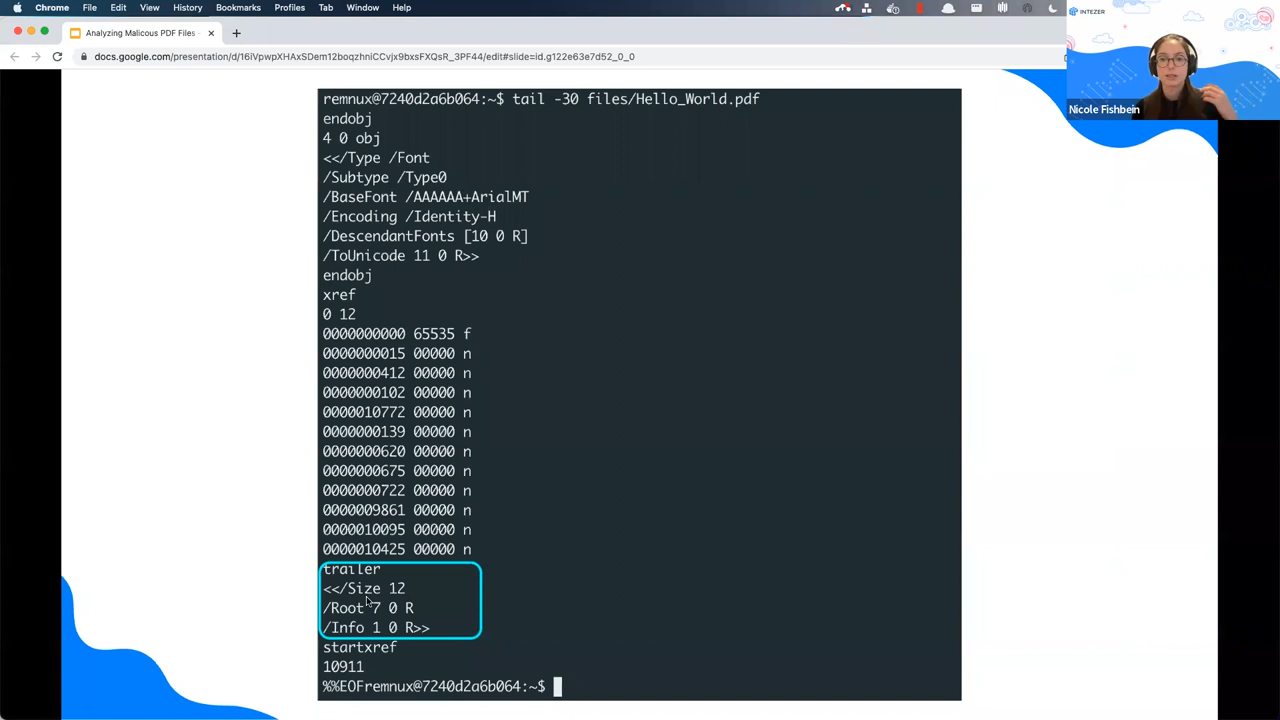 Chrome File Edit View History Bookmarks Profiles Tab Window Help
Analyzing Malicous PDF Files -
docs.google.com/presentation/d/16iVpwpXHAxSDem12boqzhniCCvjx9bxsFXQsR_3PF44/edit#slide=id.g122e63e7d52_0_0
INTEZER
Nicole Fishbein
remnux@7240d2a6b064:~$ tail -30 files/Hello_World.pdf
endobj
4 0 obj
<</Type /Font
/Subtype /Type0
/BaseFont /AAAAAA+ArialMT
/Encoding /Identity-H
/DescendantFonts [10 0 R]
/ToUnicode 11 0 R>>
endobj
xref
0 12
0000000000 65535 f
0000000015 00000 n
0000000412 00000 n
0000000102 00000 n
0000010772 00000 n
0000000139 00000 n
0000000620 00000 n
0000000675 00000 n
0000000722 00000 n
0000009861 00000 n
0000010095 00000 n
0000010425 00000 n
trailer
<</Size 12
/Root 7 0 R
/Info 1 0 R>>
startxref
10911
%%EOFremnux@7240d2a6b064:~$